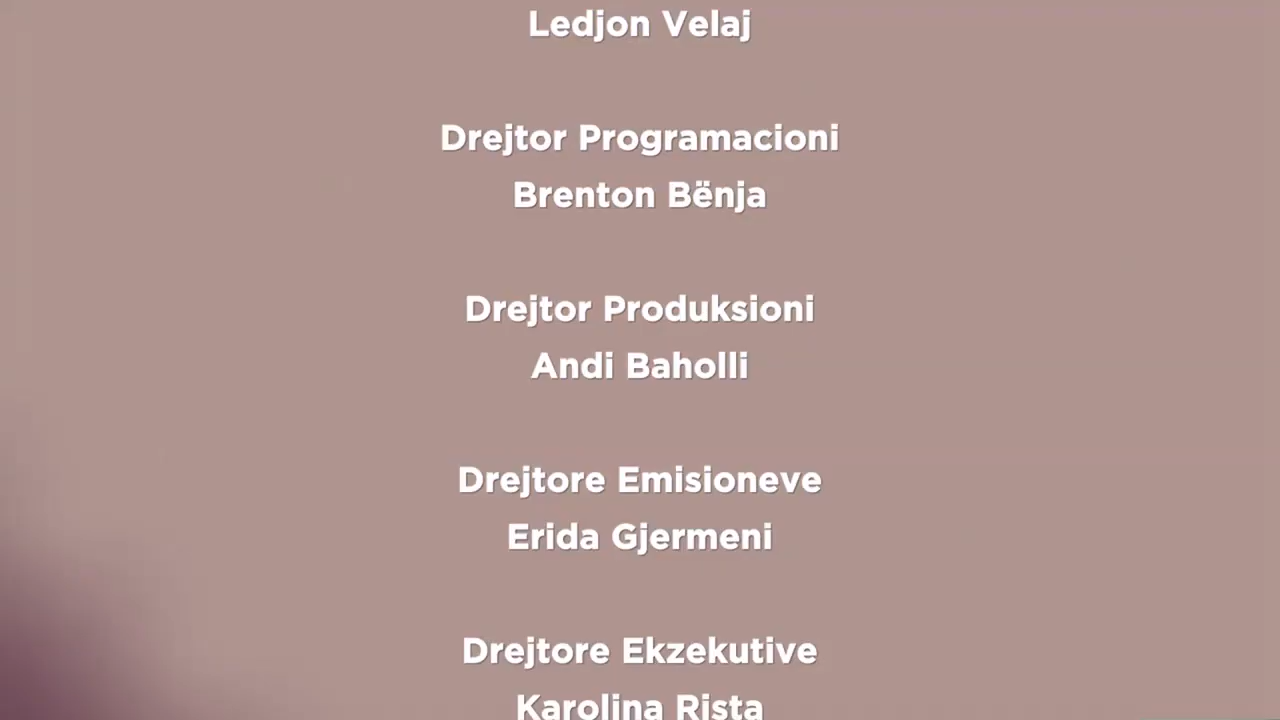 Ledjon Velaj
Drejtor Programacioni
Brenton Bënja
Drejtor Produksioni
Andi Baholli
Drejtore Emisioneve
Erida Gjermeni
Drejtore Ekzekutive
Karolina Rista